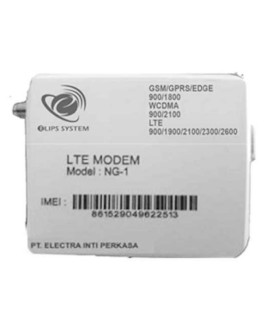 GSM/GPRS/EDGE
900/1800
WCDMA
900/2100
LTE
900/1900/2100/2300/2600
ELIPS SYSTEM
LTE MODEM
Model : NG-1
IMEI :
861529049622513
PT. ELECTRA INTI PERKASA